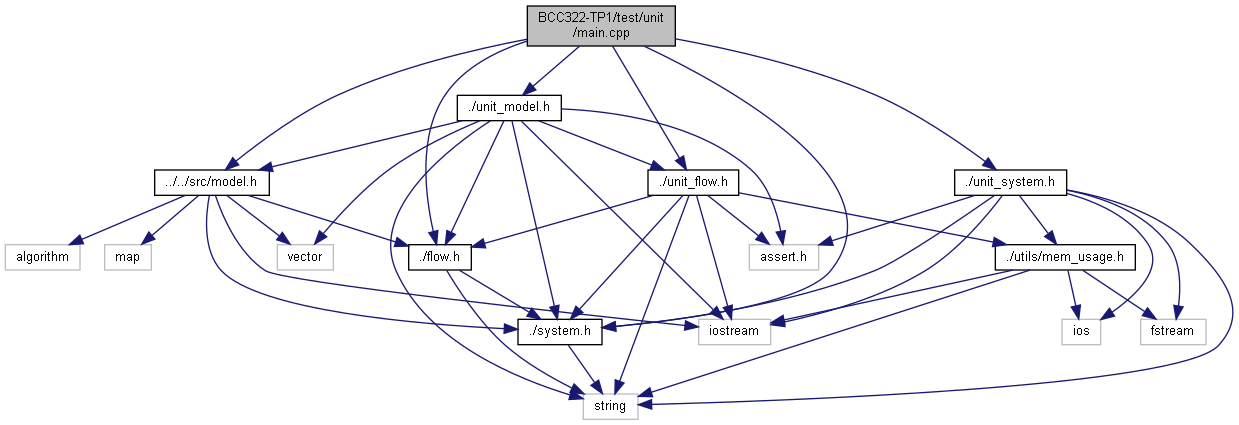 BCC322-TP1/test/unit
/main.cpp
./unit_model.h
../../src/model.h
./unit_flow.h
./unit_system.h
algorithm
map
vector
./flow.h
assert.h
./utils/mem_usage.h
./system.h
iostream
ios
fstream
string